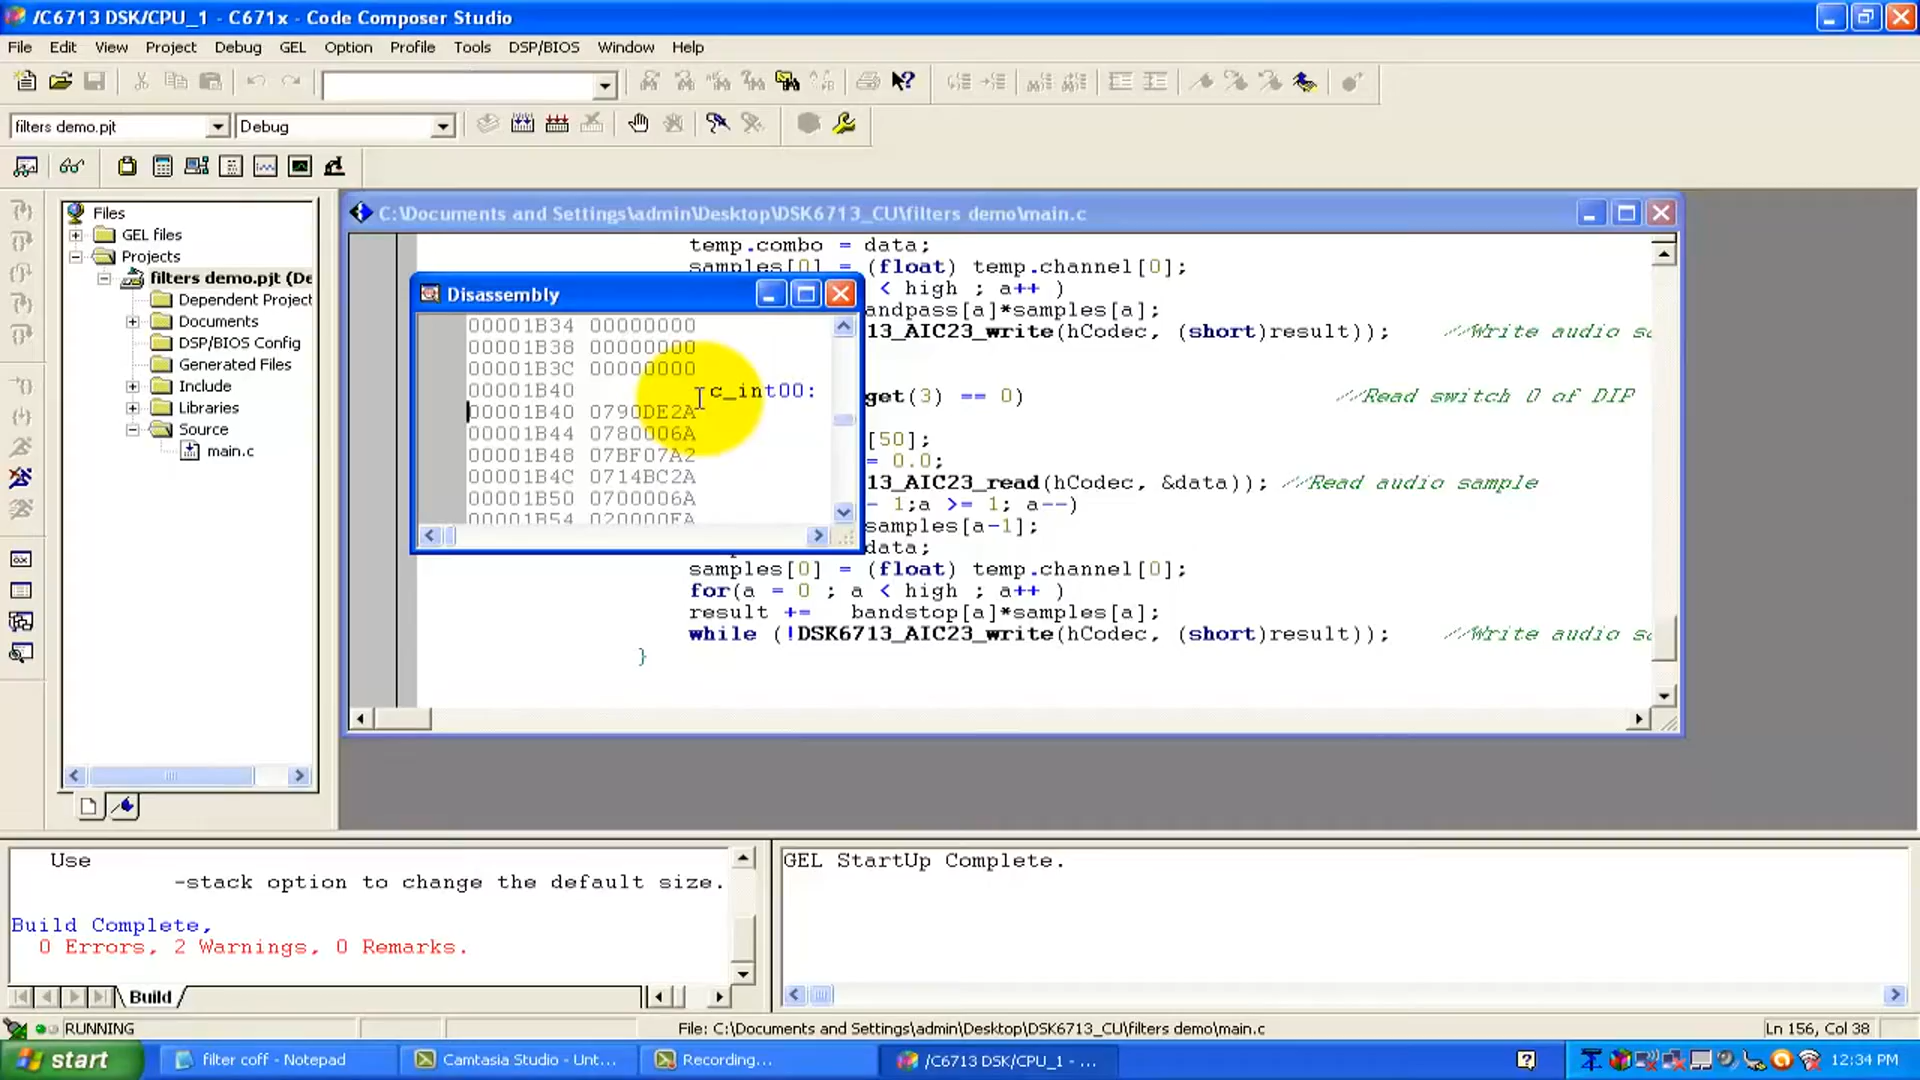 /C6713 DSK/CPU_1 - C671x - Code Composer Studio
File Edit View Project Debug GEL Option Profile Tools DSP/BIOS Window Help
filters demo.pjt Debug
Files
GEL files
Projects
filters demo.pjt (De
Dependent Project
Documents
DSP/BIOS Config
Generated Files
Include
Libraries
Source
main.c
C:\Documents and Settings\admin\Desktop\DSK6713_CU\filters demo\main.c
temp.combo = data;
samples[0] = (float) temp.channel[0];
< high ; a++ )
andpass[a]*samples[a];
13_AIC23_write(hCodec, (short)result)); //Write audio sa
get(3) == 0) //Read switch 0 of DIP
[50];
= 0.0;
13_AIC23_read(hCodec, &data)); //Read audio sample
- 1;a >= 1; a--)
samples[a-1];
data;
samples[0] = (float) temp.channel[0];
for(a = 0 ; a < high ; a++ )
result += bandstop[a]*samples[a];
while (!DSK6713_AIC23_write(hCodec, (short)result)); //Write audio sa
}
Disassembly
00001B34 00000000
00001B38 00000000
00001B3C 00000000
00001B40 c_int00:
00001B40 0790DE2A
00001B44 0780006A
00001B48 07BF07A2
00001B4C 0714BC2A
00001B50 0700006A
00001B54 020000FA
Use
-stack option to change the default size.
Build Complete,
0 Errors, 2 Warnings, 0 Remarks.
Build
GEL StartUp Complete.
RUNNING
File: C:\Documents and Settings\admin\Desktop\DSK6713_CU\filters demo\main.c
Ln 156, Col 38
start
filter coff - Notepad
Camtasia Studio - Unt...
Recording...
/C6713 DSK/CPU_1 - ...
12:34 PM